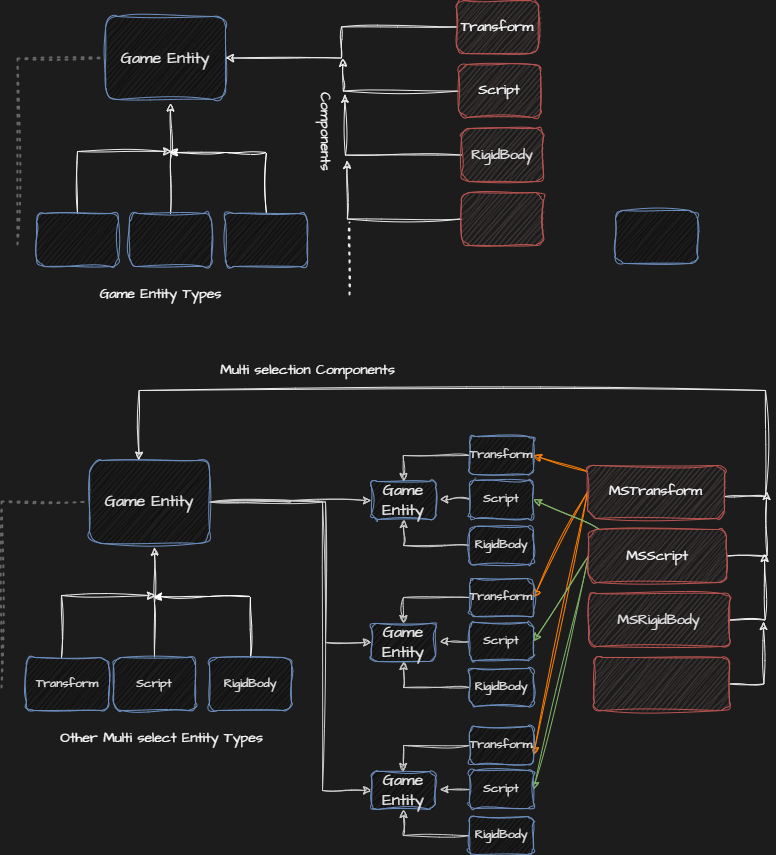 Game Entity
Transform
Script
RigidBody
Components
Game Entity Types
Multi selection Components
Game Entity
Transform
Script
RigidBody
Other Multi select Entity Types
Game
Entity
Transform
Script
RigidBody
Game
Entity
Transform
Script
RigidBody
Game
Entity
Transform
Script
RigidBody
MSTransform
MSScript
MSRigidBody